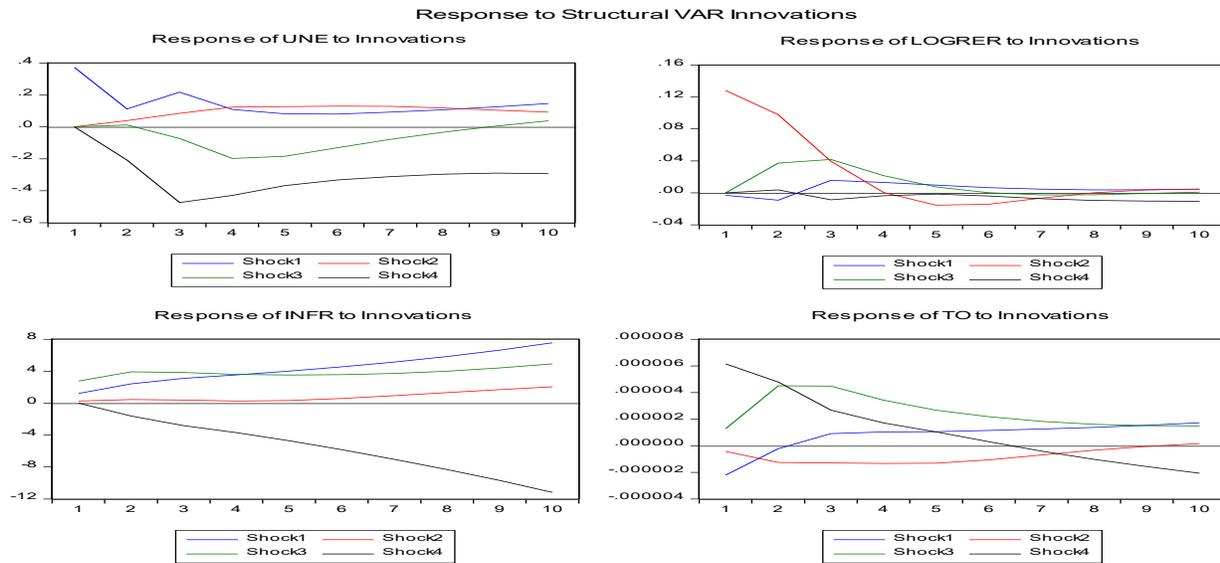 Response to Structural VAR Innovations
Response of UNE to Innovations
.4
.2
.0
-.2
-.4
-.6
1 2 3 4 5 6 7 8 9 10
Shock1 Shock2
Shock3 Shock4
Response of LOGRER to Innovations
.16
.12
.08
.04
.00
-.04
1 2 3 4 5 6 7 8 9 10
Shock1 Shock2
Shock3 Shock4
Response of INFR to Innovations
8
4
0
-4
-8
-12
1 2 3 4 5 6 7 8 9 10
Shock1 Shock2
Shock3 Shock4
Response of TO to Innovations
.000008
.000006
.000004
.000002
.000000
-.000002
-.000004
1 2 3 4 5 6 7 8 9 10
Shock1 Shock2
Shock3 Shock4